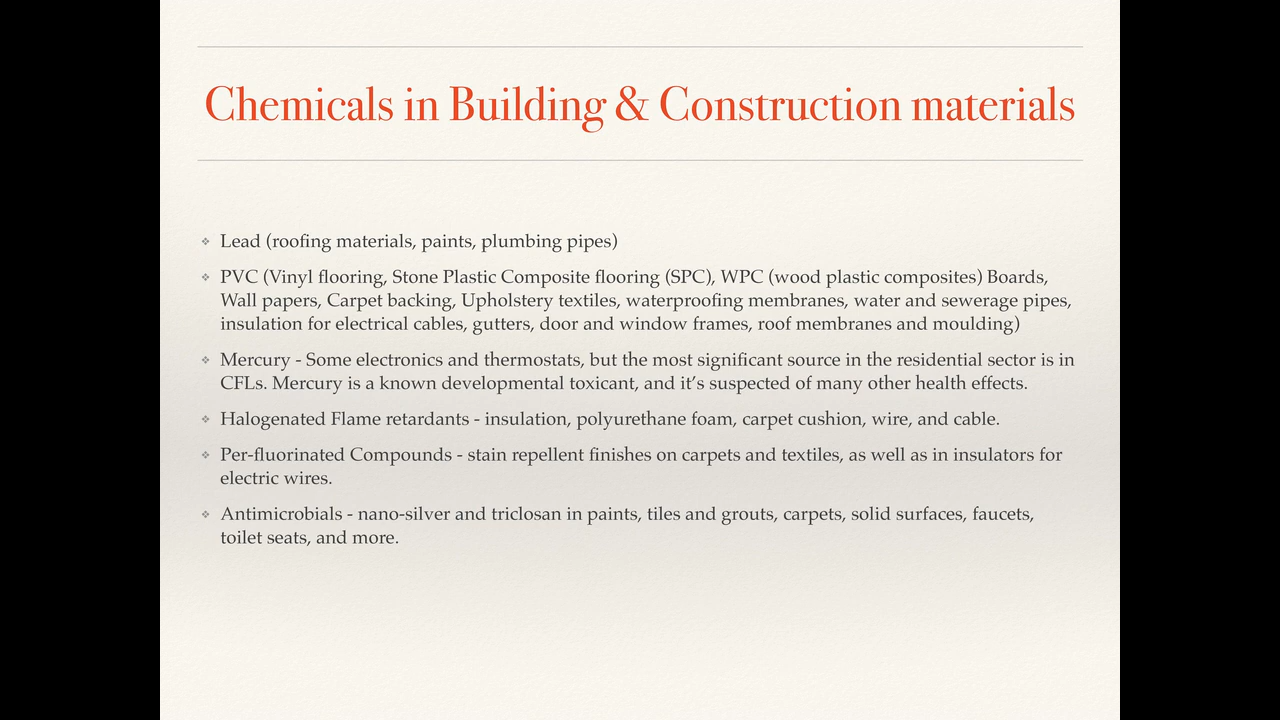 Chemicals in Building & Construction materials
❖ Lead (roofing materials, paints, plumbing pipes)
❖ PVC (Vinyl flooring, Stone Plastic Composite flooring (SPC), WPC (wood plastic composites) Boards,
Wall papers, Carpet backing, Upholstery textiles, waterproofing membranes, water and sewerage pipes,
insulation for electrical cables, gutters, door and window frames, roof membranes and moulding)
❖ Mercury - Some electronics and thermostats, but the most significant source in the residential sector is in
CFLs. Mercury is a known developmental toxicant, and it’s suspected of many other health effects.
❖ Halogenated Flame retardants - insulation, polyurethane foam, carpet cushion, wire, and cable.
❖ Per-fluorinated Compounds - stain repellent finishes on carpets and textiles, as well as in insulators for
electric wires.
❖ Antimicrobials - nano-silver and triclosan in paints, tiles and grouts, carpets, solid surfaces, faucets,
toilet seats, and more.